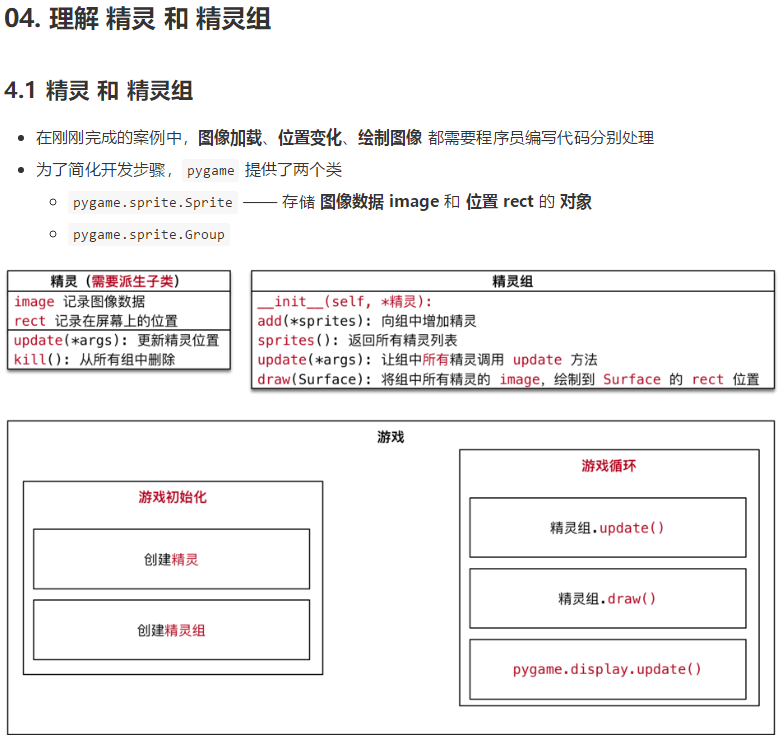 04. 理解 精灵 和 精灵组
4.1 精灵 和 精灵组
在刚刚完成的案例中，图像加载、位置变化、绘制图像 都需要程序员编写代码分别处理
为了简化开发步骤，pygame 提供了两个类
pygame.sprite.Sprite —— 存储 图像数据 image 和 位置 rect 的 对象
pygame.sprite.Group
精灵（需要派生子类）
image 记录图像数据
rect 记录在屏幕上的位置
update(*args): 更新精灵位置
kill(): 从所有组中删除
精灵组
__init__(self, *精灵):
add(*sprites): 向组中增加精灵
sprites(): 返回所有精灵列表
update(*args): 让组中所有精灵调用 update 方法
draw(Surface): 将组中所有精灵的 image，绘制到 Surface 的 rect 位置
游戏
游戏初始化
创建精灵
创建精灵组
游戏循环
精灵组.update()
精灵组.draw()
pygame.display.update()